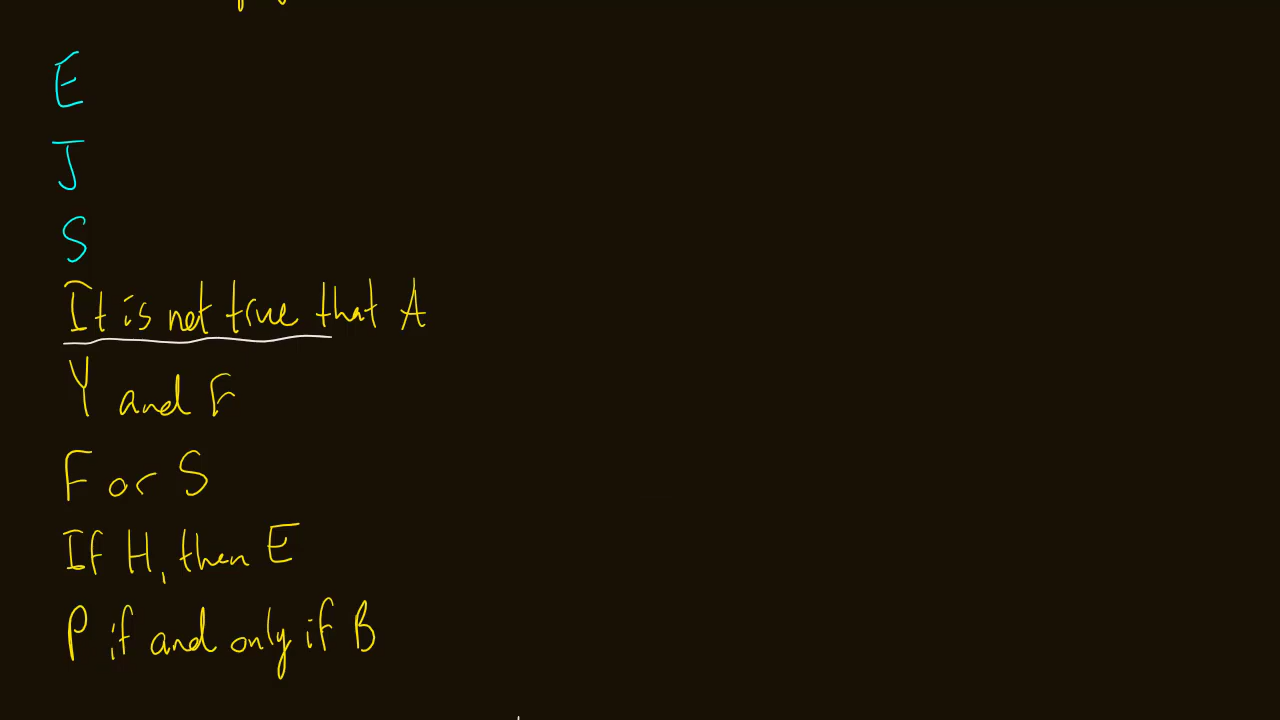 E
J
S
It is not true that A
Y and F
F or S
If H, then E
P if and only if B